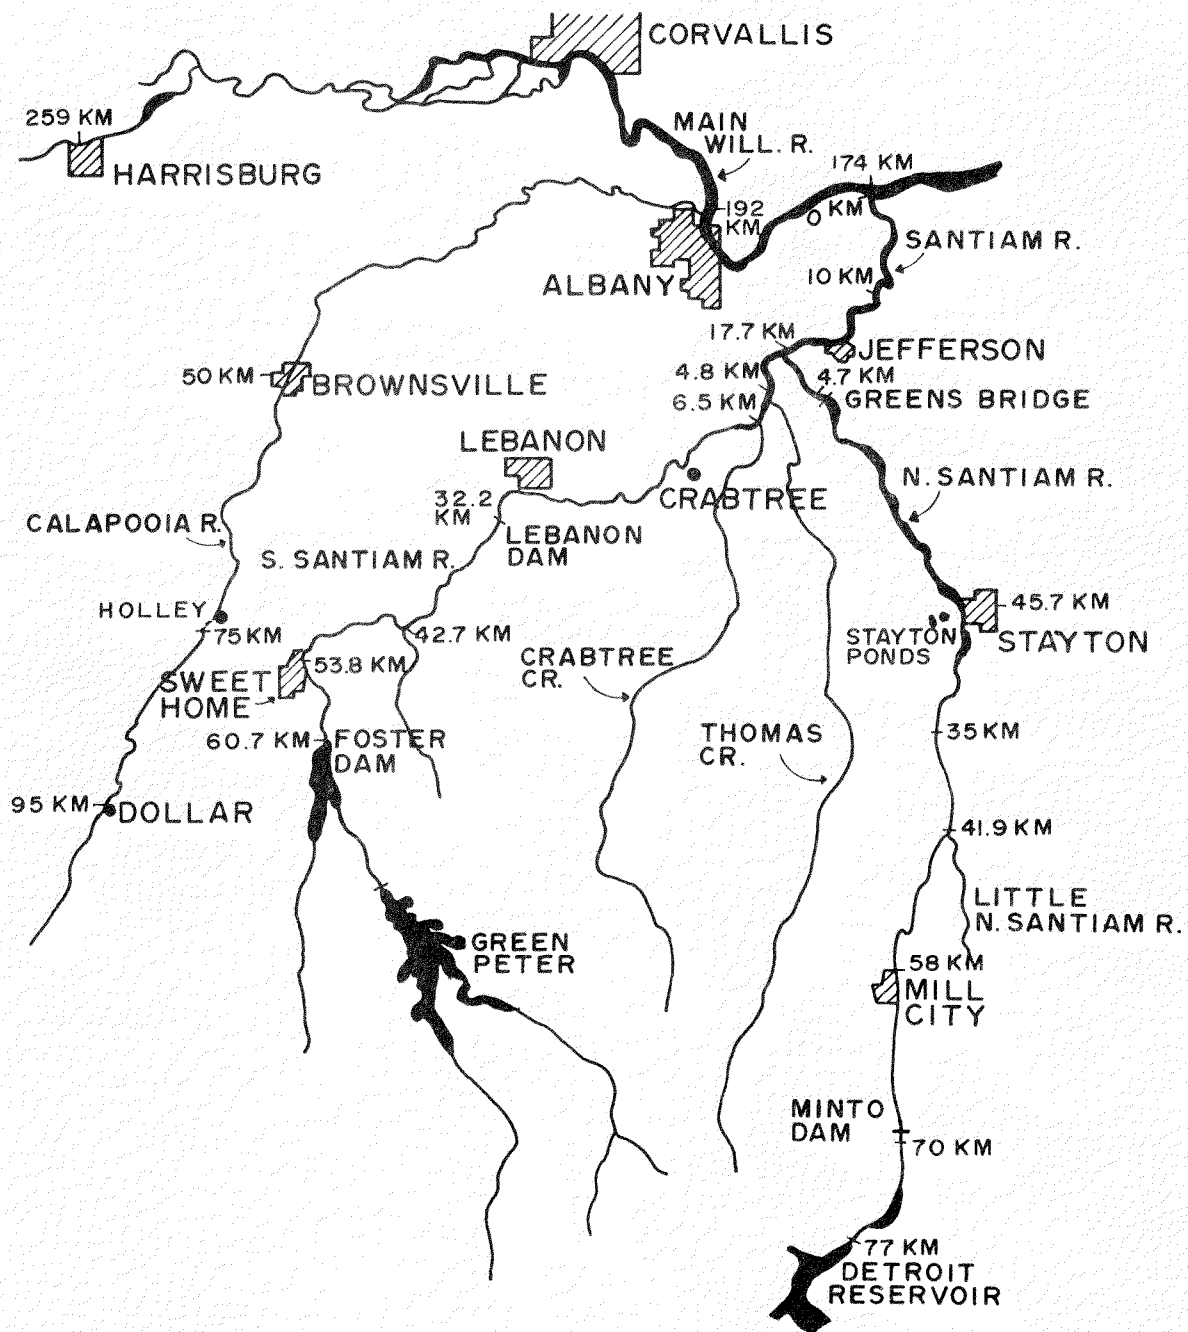 CORVALLIS
259 KM
HARRISBURG
MAIN
WILL. R.
174 KM
0 KM
192
KM
SANTIAM R.
ALBANY
10 KM
17.7 KM
JEFFERSON
50 KM
BROWNSVILLE
4.8 KM
4.7 KM
6.5 KM
GREENS BRIDGE
LEBANON
32.2
KM
CRABTREE
N. SANTIAM R.
CALAPOOIA R.
LEBANON
DAM
S. SANTIAM R.
HOLLEY
75 KM
42.7 KM
45.7 KM
STAYTON
PONDS
STAYTON
53.8 KM
SWEET
HOME
CRABTREE
CR.
60.7 KM
FOSTER
DAM
THOMAS
CR.
35 KM
95 KM
DOLLAR
41.9 KM
LITTLE
N. SANTIAM R.
GREEN
PETER
58 KM
MILL
CITY
MINTO
DAM
70 KM
77 KM
DETROIT
RESERVOIR